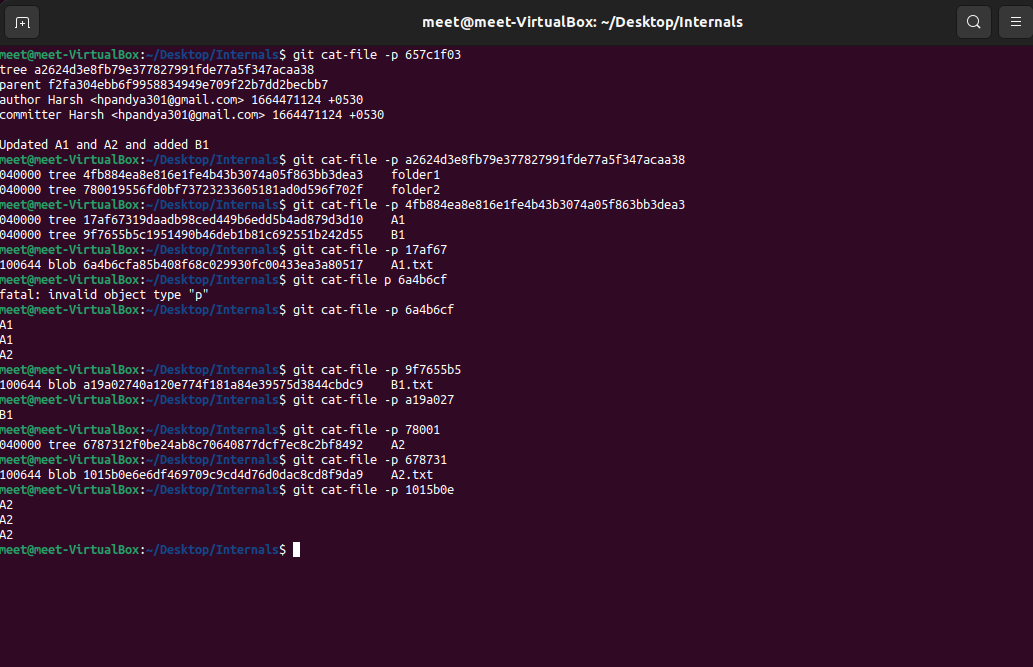 meet@meet-VirtualBox: ~/Desktop/Internals
meet@meet-VirtualBox:~/Desktop/Internals$ git cat-file -p 657c1f03
tree a2624d3e8fb79e377827991fde77a5f347acaa38
parent f2fa304ebb6f9958834949e709f22b7dd2becbb7
author Harsh <hpandya301@gmail.com> 1664471124 +0530
committer Harsh <hpandya301@gmail.com> 1664471124 +0530
Updated A1 and A2 and added B1
meet@meet-VirtualBox:~/Desktop/Internals$ git cat-file -p a2624d3e8fb79e377827991fde77a5f347acaa38
040000 tree 4fb884ea8e816e1fe4b43b3074a05f863bb3dea3    folder1
040000 tree 780019556fd0bf73723233605181ad0d596f702f    folder2
meet@meet-VirtualBox:~/Desktop/Internals$ git cat-file -p 4fb884ea8e816e1fe4b43b3074a05f863bb3dea3
040000 tree 17af67319daadb98ced449b6edd5b4ad879d3d10    A1
040000 tree 9f7655b5c1951490b46deb1b81c692551b242d55    B1
meet@meet-VirtualBox:~/Desktop/Internals$ git cat-file -p 17af67
100644 blob 6a4b6cfa85b408f68c029930fc00433ea3a80517    A1.txt
meet@meet-VirtualBox:~/Desktop/Internals$ git cat-file p 6a4b6cf
fatal: invalid object type "p"
meet@meet-VirtualBox:~/Desktop/Internals$ git cat-file -p 6a4b6cf
A1
A1
A2
meet@meet-VirtualBox:~/Desktop/Internals$ git cat-file -p 9f7655b5
100644 blob a19a02740a120e774f181a84e39575d3844cbdc9    B1.txt
meet@meet-VirtualBox:~/Desktop/Internals$ git cat-file -p a19a027
B1
meet@meet-VirtualBox:~/Desktop/Internals$ git cat-file -p 78001
040000 tree 6787312f0be24ab8c70640877dcf7ec8c2bf8492    A2
meet@meet-VirtualBox:~/Desktop/Internals$ git cat-file -p 678731
100644 blob 1015b0e6e6df469709c9cd4d76d0dac8cd8f9da9    A2.txt
meet@meet-VirtualBox:~/Desktop/Internals$ git cat-file -p 1015b0e
A2
A2
A2
meet@meet-VirtualBox:~/Desktop/Internals$